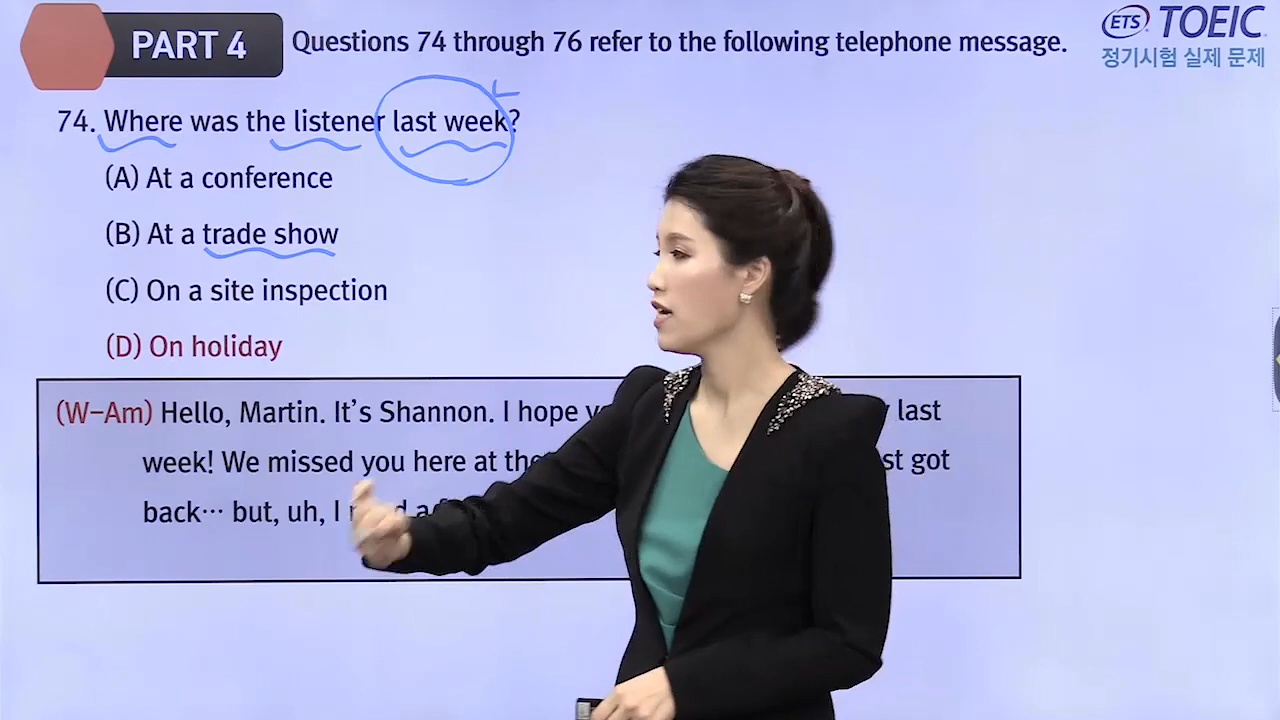 PART 4
Questions 74 through 76 refer to the following telephone message.
ETS TOEIC
정기시험 실제 문제
74. Where was the listener last week?
(A) At a conference
(B) At a trade show
(C) On a site inspection
(D) On holiday
(W-Am) Hello, Martin. It's Shannon. I hope last
week! We missed you here at got
back… but, uh, I